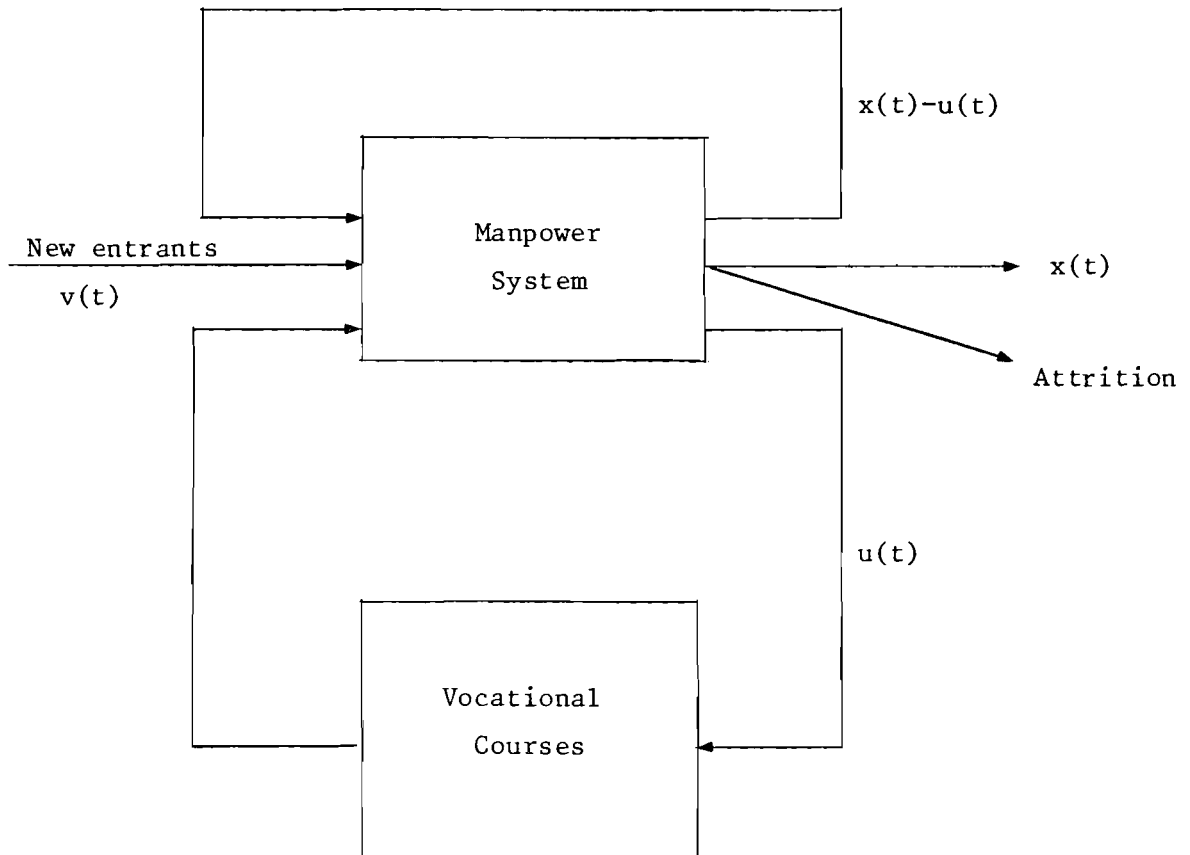 x(t)-u(t)
Manpower
System
New entrants
v(t)
x(t)
Attrition
u(t)
Vocational
Courses